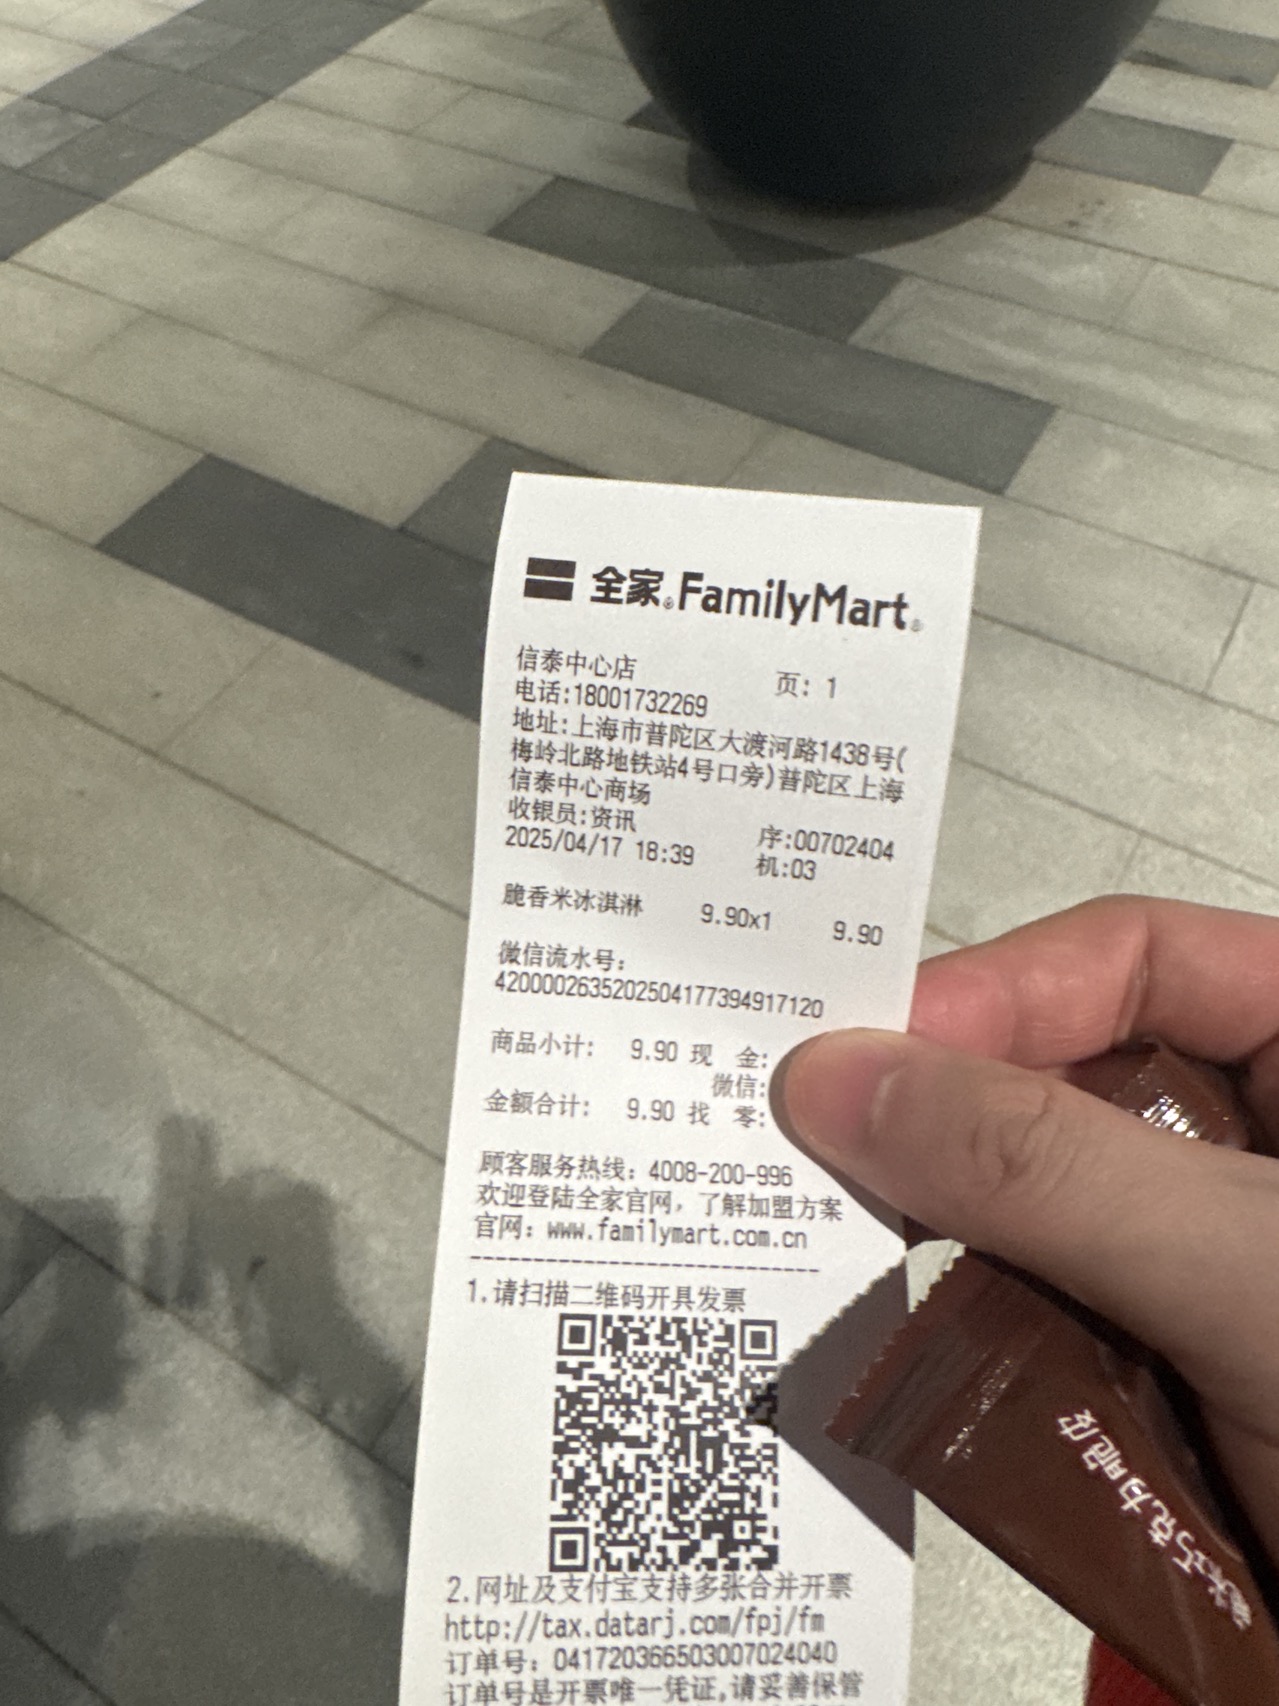 全家®FamilyMart®
信泰中心店 页: 1
电话:18001732269
地址:上海市普陀区大渡河路1438号(
梅岭北路地铁站4号口旁)普陀区上海
信泰中心商场
收银员:资讯 序:00702404
2025/04/17 18:39 机:03
脆香米冰淇淋 9.90x1 9.90
微信流水号:
4200002635202504177394917120
商品小计: 9.90 现 金:
微信:
金额合计: 9.90 找 零:
顾客服务热线: 4008-200-996
欢迎登陆全家官网，了解加盟方案
官网: www.familymart.com.cn
--------------------------------
1.请扫描二维码开具发票
2.网址及支付宝支持多张合并开票
http://tax.datarj.com/fpj/fm
订单号: 041720366503007024040
订单号是开票唯一凭证,请妥善保管
巧克力脆皮